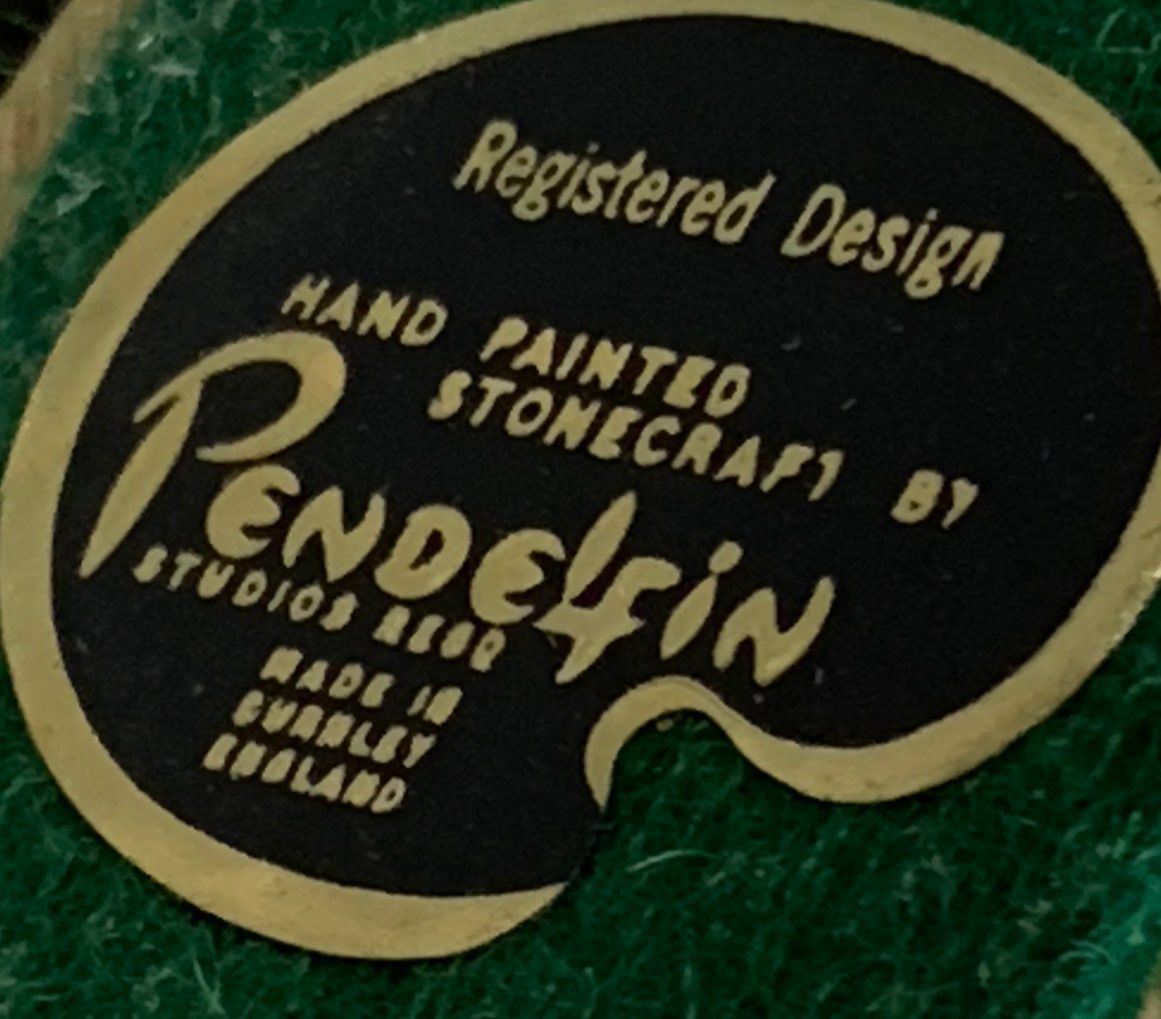 Registered Design
HAND PAINTED
STONECRAFT BY
PENDELFIN
STUDIOS REGD
MADE IN
BURNLEY
ENGLAND